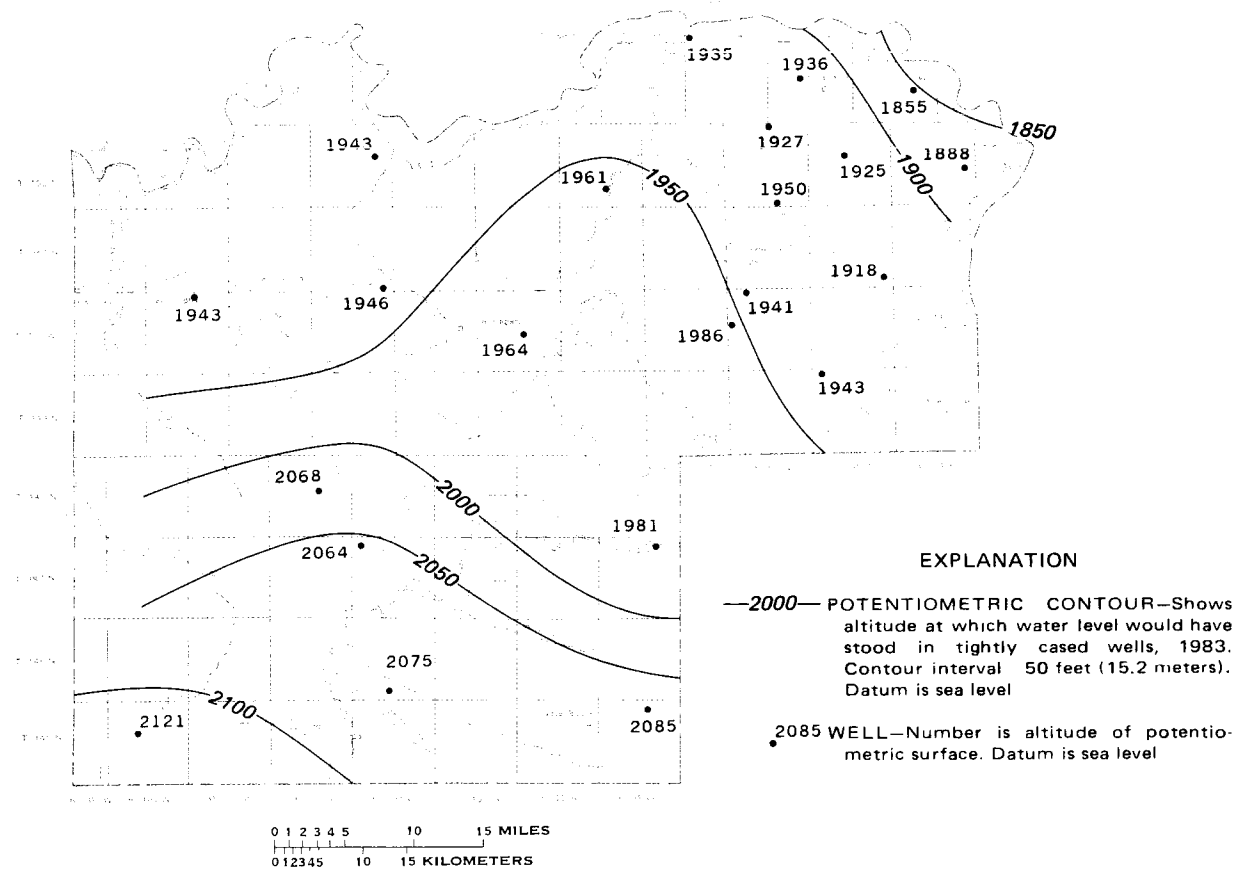 1935
1936
1855
1850
1943
1927
1925
1888
1961
1950
1900
1950
1918
1943
1946
1941
1986
1964
1943
2068
2000
1981
2064
2050
2075
2100
2121
2085
EXPLANATION
—2000— POTENTIOMETRIC CONTOUR—Shows
altitude at which water level would have
stood in tightly cased wells, 1983.
Contour interval 50 feet (15.2 meters).
Datum is sea level
2085 WELL—Number is altitude of potentio-
metric surface. Datum is sea level
0 1 2 3 4 5 10 15 MILES
0 1 2 3 4 5 10 15 KILOMETERS